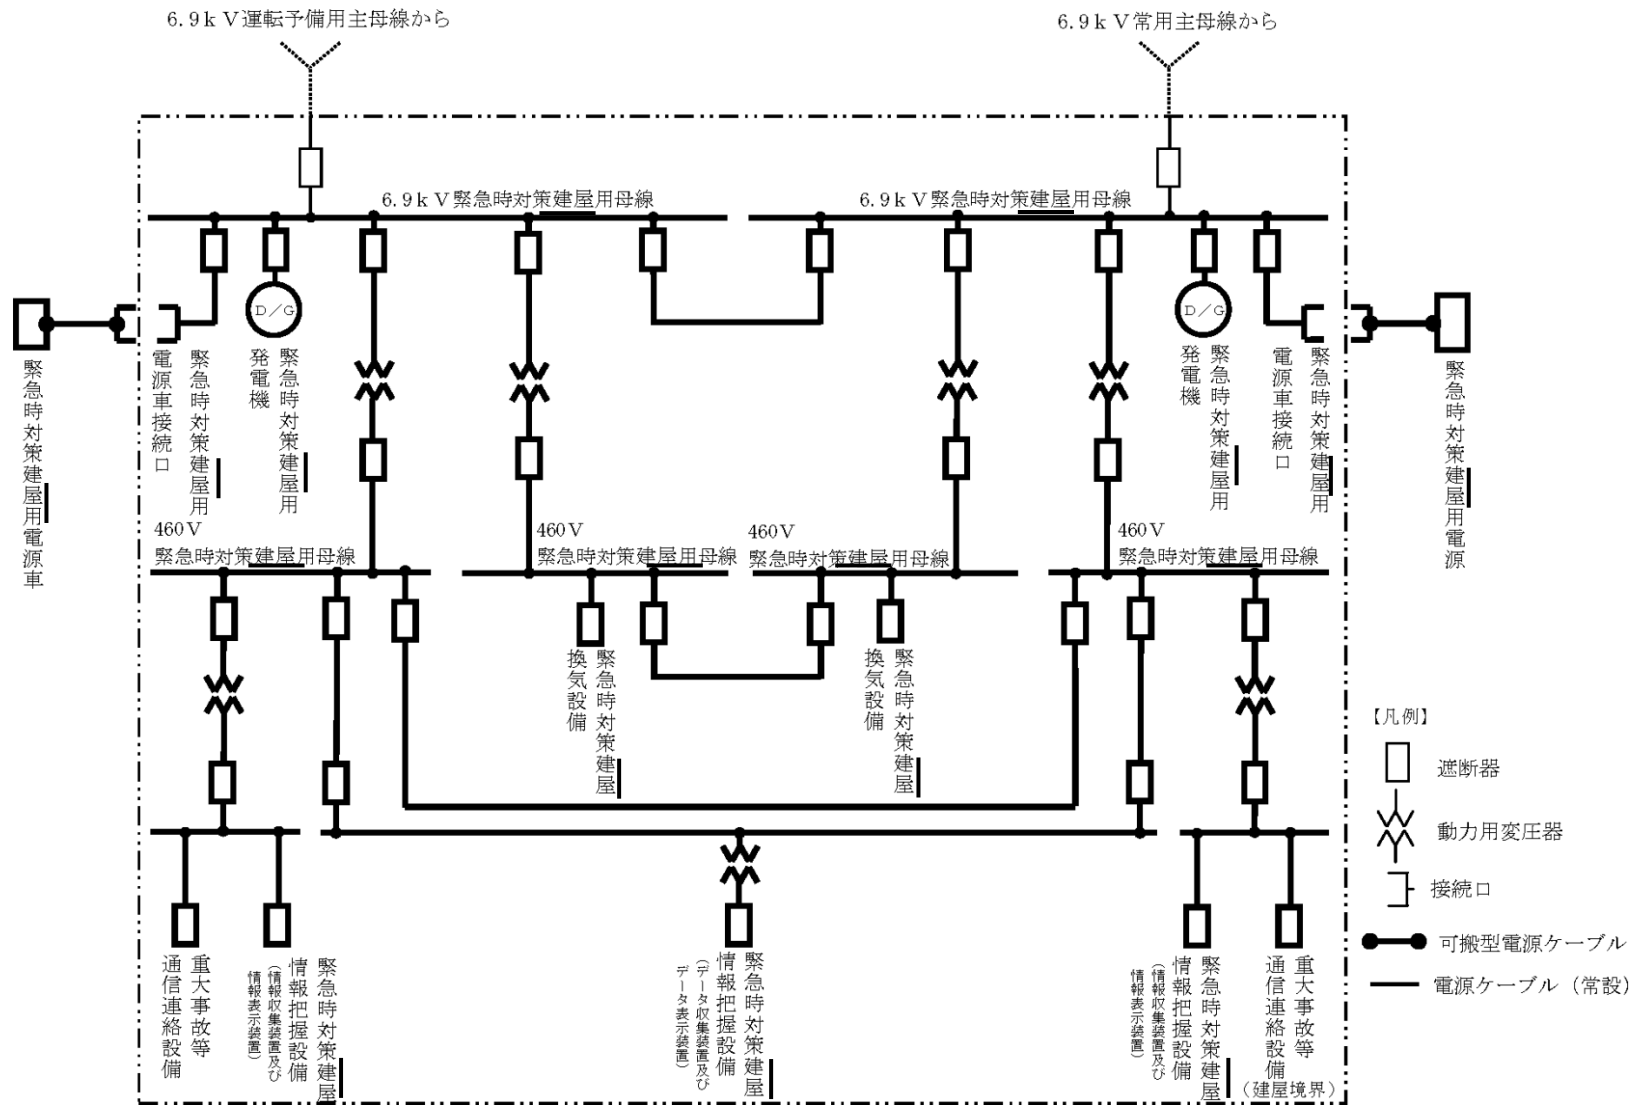 6.9ｋＶ運転予備用主母線から
6.9ｋＶ常用主母線から
6.9ｋＶ緊急時対策建屋用母線
6.9ｋＶ緊急時対策建屋用母線
D／G
D／G
緊急時対策建屋用電源車
緊急時対策建屋用
電源車接続口
緊急時対策建屋用
発電機
緊急時対策建屋用
発電機
緊急時対策建屋用
電源車接続口
緊急時対策建屋用電源
460Ｖ
緊急時対策建屋用母線
460Ｖ
緊急時対策建屋用母線
460Ｖ
緊急時対策建屋用母線
460Ｖ
緊急時対策建屋用母線
緊急時対策建屋
換気設備
緊急時対策建屋
換気設備
重大事故等
通信連絡設備
緊急時対策建屋
情報把握設備
（情報収集装置及び
情報表示装置）
緊急時対策建屋
情報把握設備
（データ収集装置及び
データ表示装置）
緊急時対策建屋
情報把握設備
（情報収集装置及び
情報表示装置）
重大事故等
通信連絡設備
（建屋境界）
【凡例】
遮断器
動力用変圧器
接続口
可搬型電源ケーブル
電源ケーブル（常設）